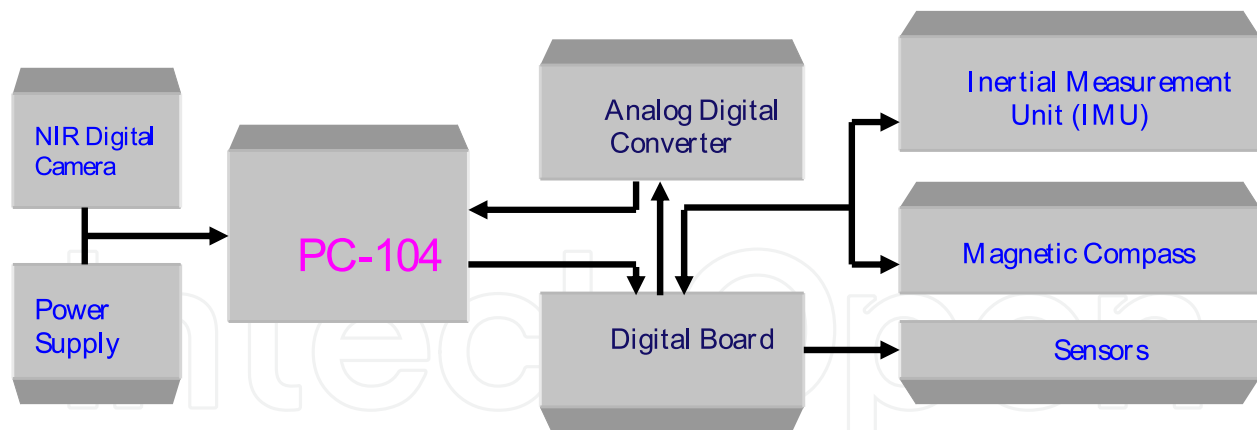 NIR Digital
Camera
Power
Supply
PC-104
Analog Digital
Converter
Digital Board
Inertial Measurement
Unit (IMU)
Magnetic Compass
Sensors
IntechOpen